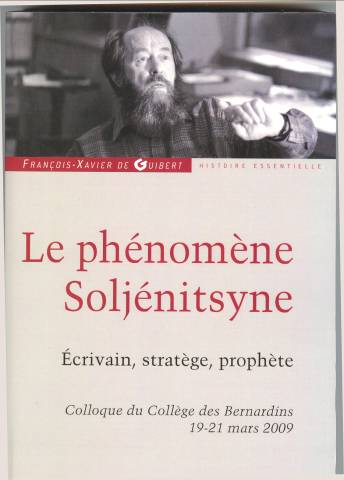 FRANÇOIS-XAVIER DE GUIBERT HISTOIRE ESSENTIELLE
Le phénomène
Soljénitsyne
Écrivain, stratège, prophète
Colloque du Collège des Bernardins
19-21 mars 2009